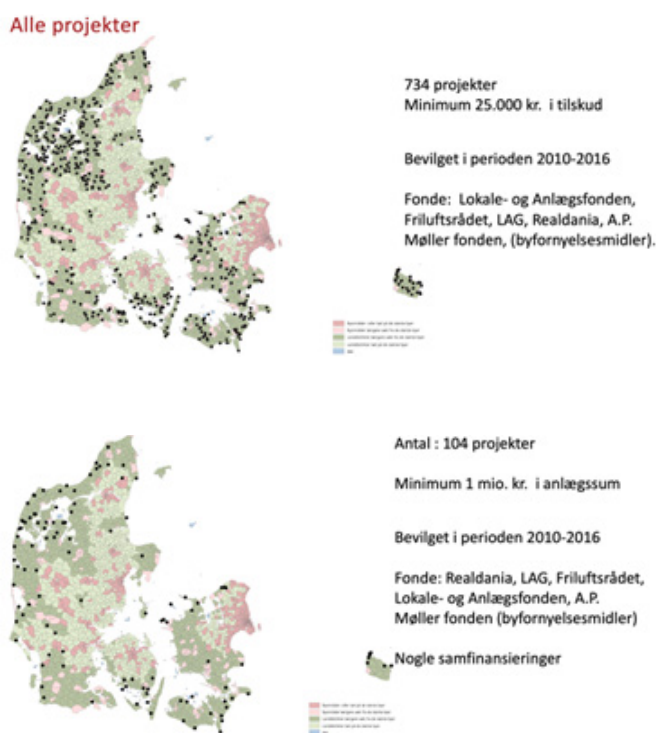 Alle projekter
734 projekter
Minimum 25.000 kr. i tilskud
Bevilget i perioden 2010-2016
Fonde: Lokale- og Anlægsfonden,
Friluftsrådet, LAG, Realdania, A.P.
Møller fonden, (byfornyelsesmidler).
Antal : 104 projekter
Minimum 1 mio. kr. i anlægssum
Bevilget i perioden 2010-2016
Fonde: Realdania, LAG, Friluftsrådet,
Lokale- og Anlægsfonden, A.P.
Møller fonden (byfornyelsesmidler)
Nogle samfinansieringer